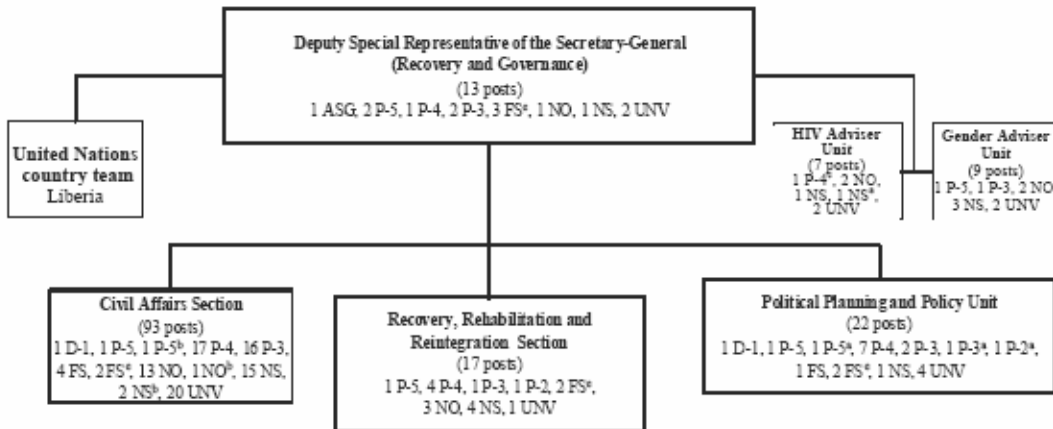 Deputy Special Representative of the Secretary-General
(Recovery and Governance)
(13 posts)
1 ASG, 2 P-5, 1 P-4, 2 P-3, 3 FSᵉ, 1 NO, 1 NS, 2 UNV
United Nations
country team
Liberia
HIV Adviser
Unit
(7 posts)
1 P-4ᵉ, 2 NO,
1 NS, 1 NSᵃ,
2 UNV
Gender Adviser
Unit
(9 posts)
1 P-5, 1 P-3, 2 NO
3 NS, 2 UNV
Civil Affairs Section
(93 posts)
1 D-1, 1 P-5, 1 P-5ᵇ, 17 P-4, 16 P-3,
4 FS, 2 FSᵉ, 13 NO, 1 NOᵇ, 15 NS,
2 NSᵇ, 20 UNV
Recovery, Rehabilitation and
Reintegration Section
(17 posts)
1 P-5, 4 P-4, 1 P-3, 1 P-2, 2 FSᵉ,
3 NO, 4 NS, 1 UNV
Political Planning and Policy Unit
(22 posts)
1 D-1, 1 P-5, 1 P-5ᵃ, 7 P-4, 2 P-3, 1 P-3ᵃ, 1 P-2ᵃ,
1 FS, 2 FSᵉ, 1 NS, 4 UNV